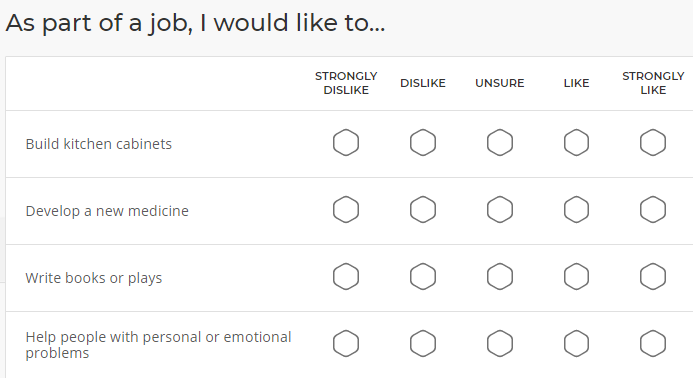 As part of a job, I would like to...
STRONGLY DISLIKE DISLIKE UNSURE LIKE STRONGLY LIKE
Build kitchen cabinets
Develop a new medicine
Write books or plays
Help people with personal or emotional
problems